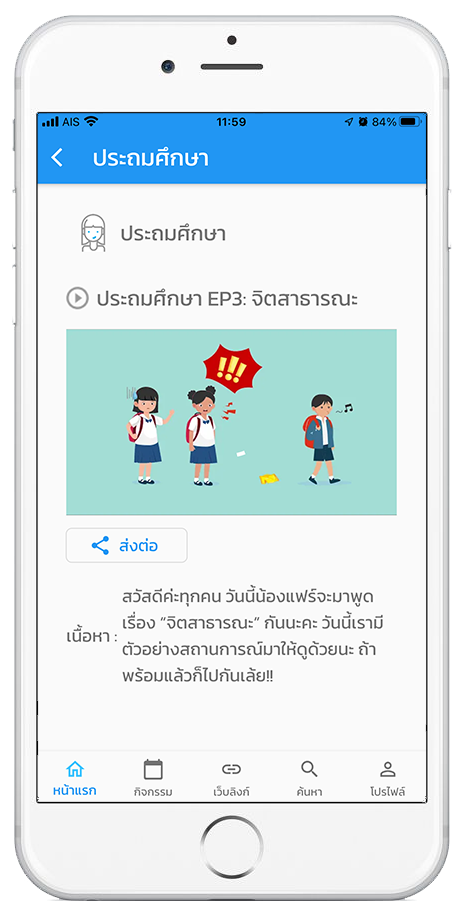 AIS 11:59 84%
ประถมศึกษา
ประถมศึกษา
ประถมศึกษา EP3: จิตสาธารณะ
!!!
ส่งต่อ
สวัสดีค่ะทุกคน วันนี้น้องแฟร์จะมาพูด
เรื่อง "จิตสาธารณะ" กันนะคะ วันนี้เรามี
เนื้อหา :
ตัวอย่างสถานการณ์มาให้ดูด้วยนะ ถ้า
พร้อมแล้วก็ไปกันเล้ย!!
หน้าแรก กิจกรรม เว็บลิงก์ ค้นหา โปรไฟล์